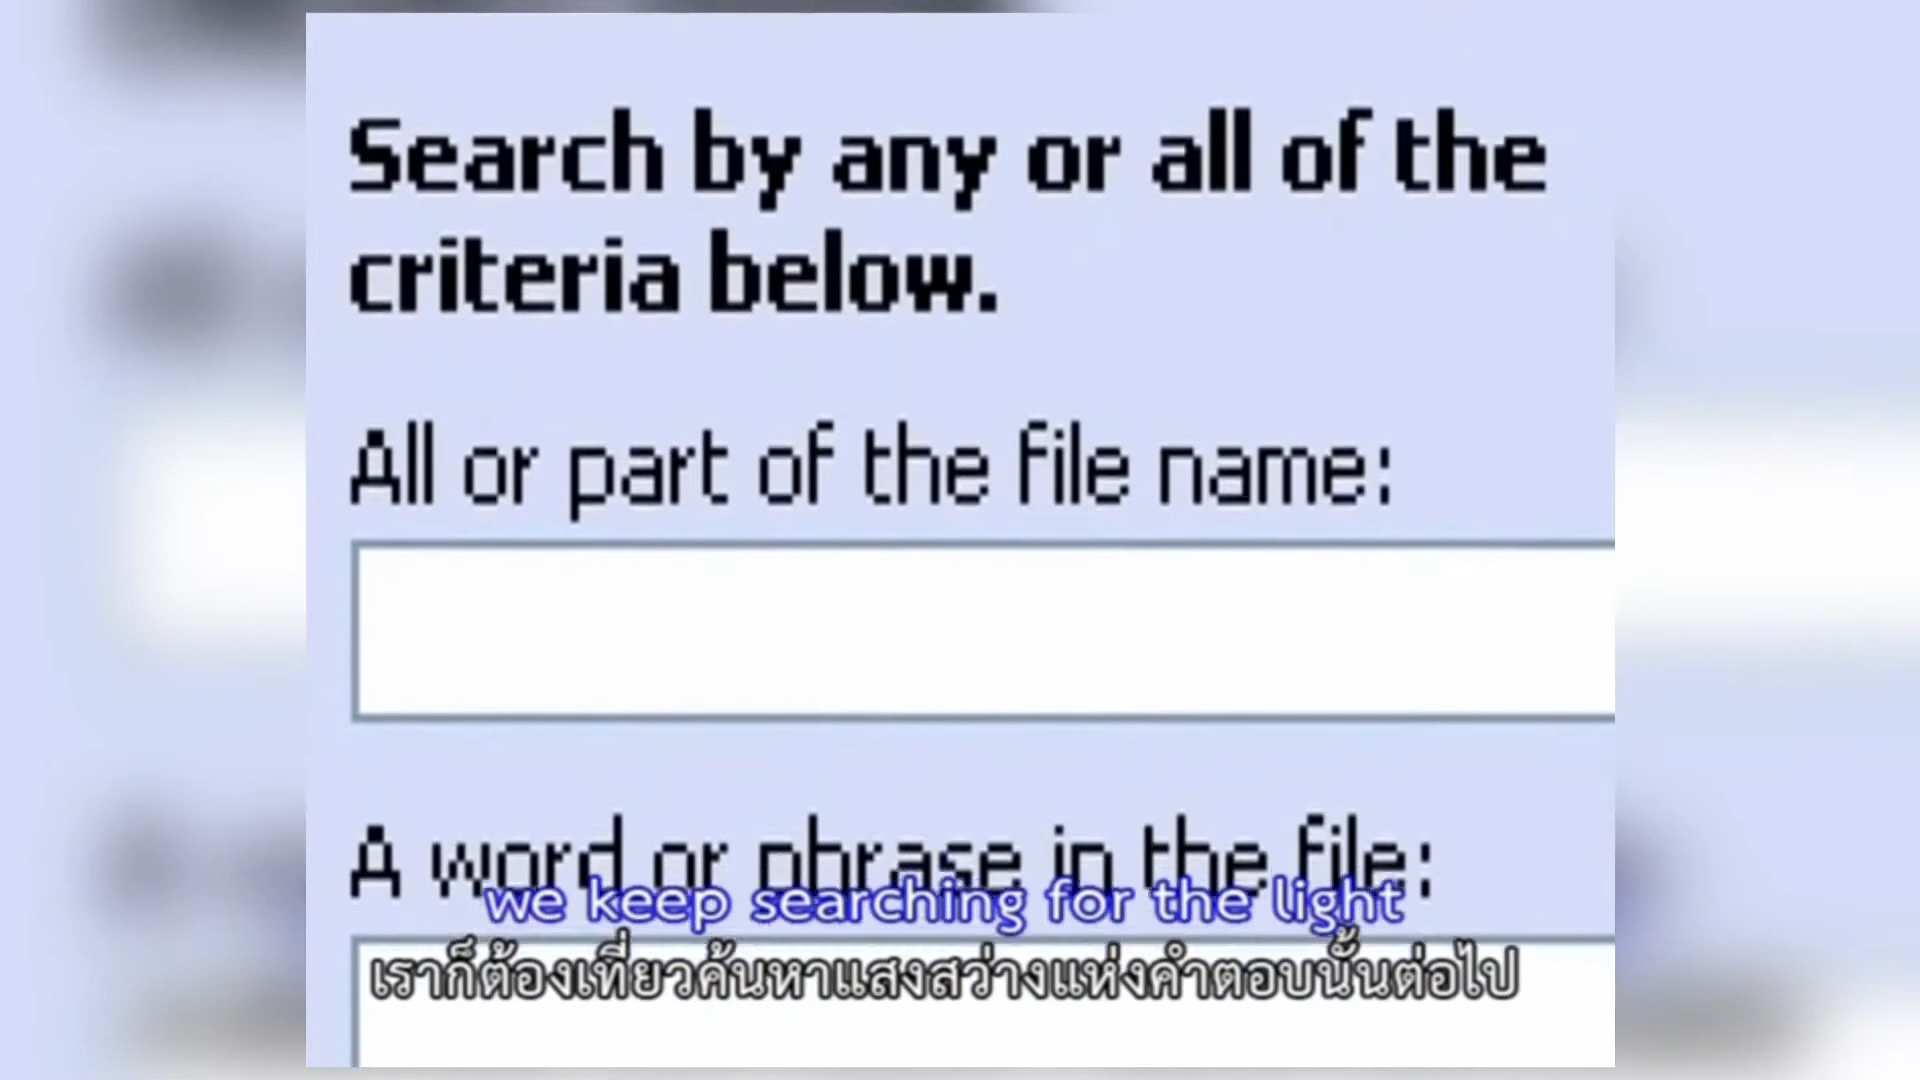 Search by any or all of the
criteria below.
All or part of the file name:
A word or phrase in the file:
we keep searching for the light
เราก็ต้องเที่ยวค้นหาแสงสว่างแห่งคำตอบนั้นต่อไป